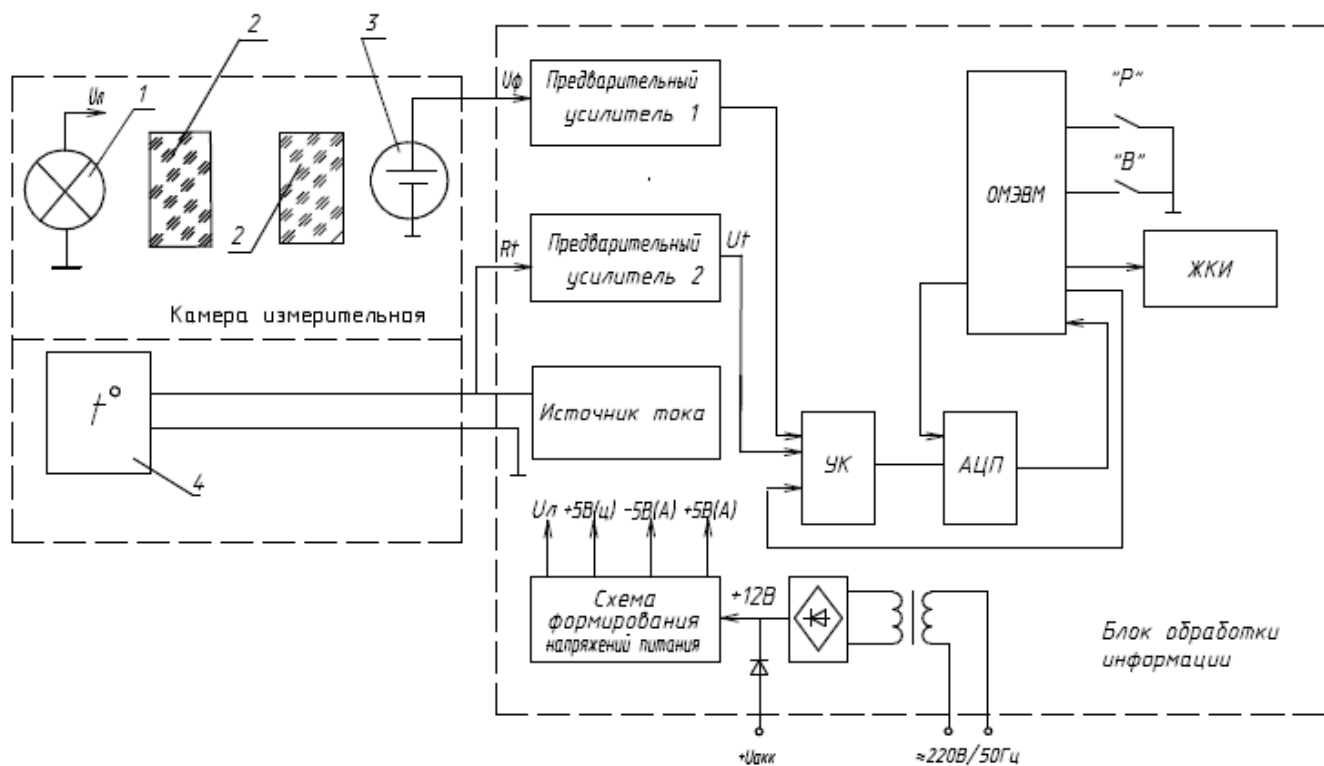 2
3
1
Uл
2
Камера измерительная
t°
4
Uф
Предварительный
усилитель 1
Rt
Предварительный
усилитель 2
Ut
Источник тока
ОМЭВМ
"Р"
"В"
ЖКИ
УК
АЦП
Uл +5В(ц) -5В(А) +5В(А)
Схема
формирования
напряжений питания
+12В
Блок обработки
информации
+Uакк
≈220В/50Гц